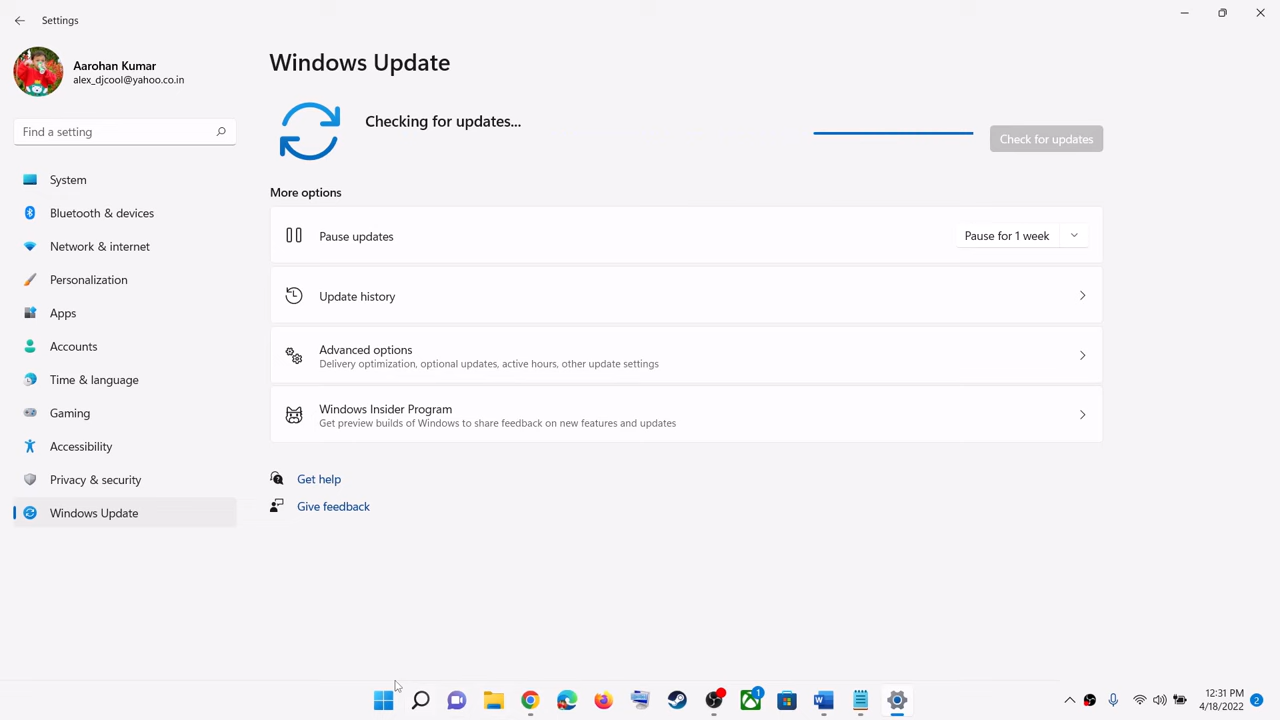 Settings
Aarohan Kumar
alex_djcool@yahoo.co.in
Find a setting
System
Bluetooth & devices
Network & internet
Personalization
Apps
Accounts
Time & language
Gaming
Accessibility
Privacy & security
Windows Update
Windows Update
Checking for updates...
Check for updates
More options
Pause updates
Pause for 1 week
Update history
Advanced options
Delivery optimization, optional updates, active hours, other update settings
Windows Insider Program
Get preview builds of Windows to share feedback on new features and updates
Get help
Give feedback
1
12:31 PM
4/18/2022
2